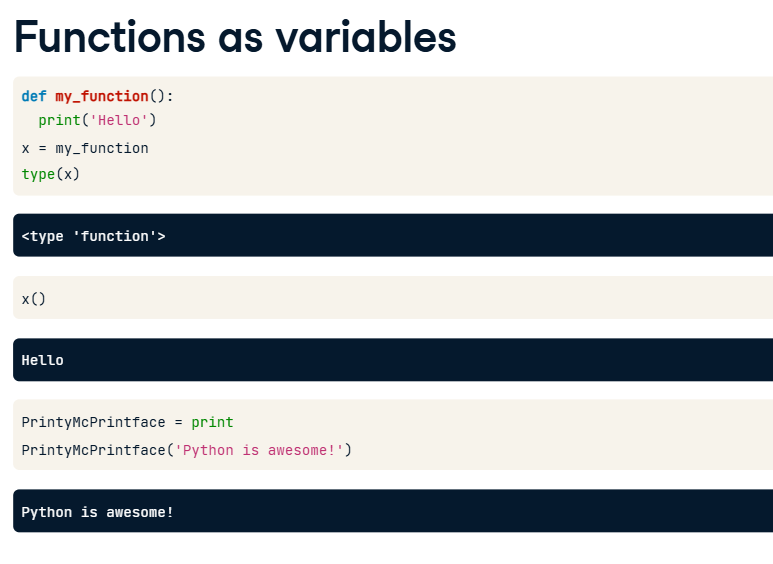 Functions as variables
def my_function():
  print('Hello')
x = my_function
type(x)
<type 'function'>
x()
Hello
PrintyMcPrintface = print
PrintyMcPrintface('Python is awesome!')
Python is awesome!